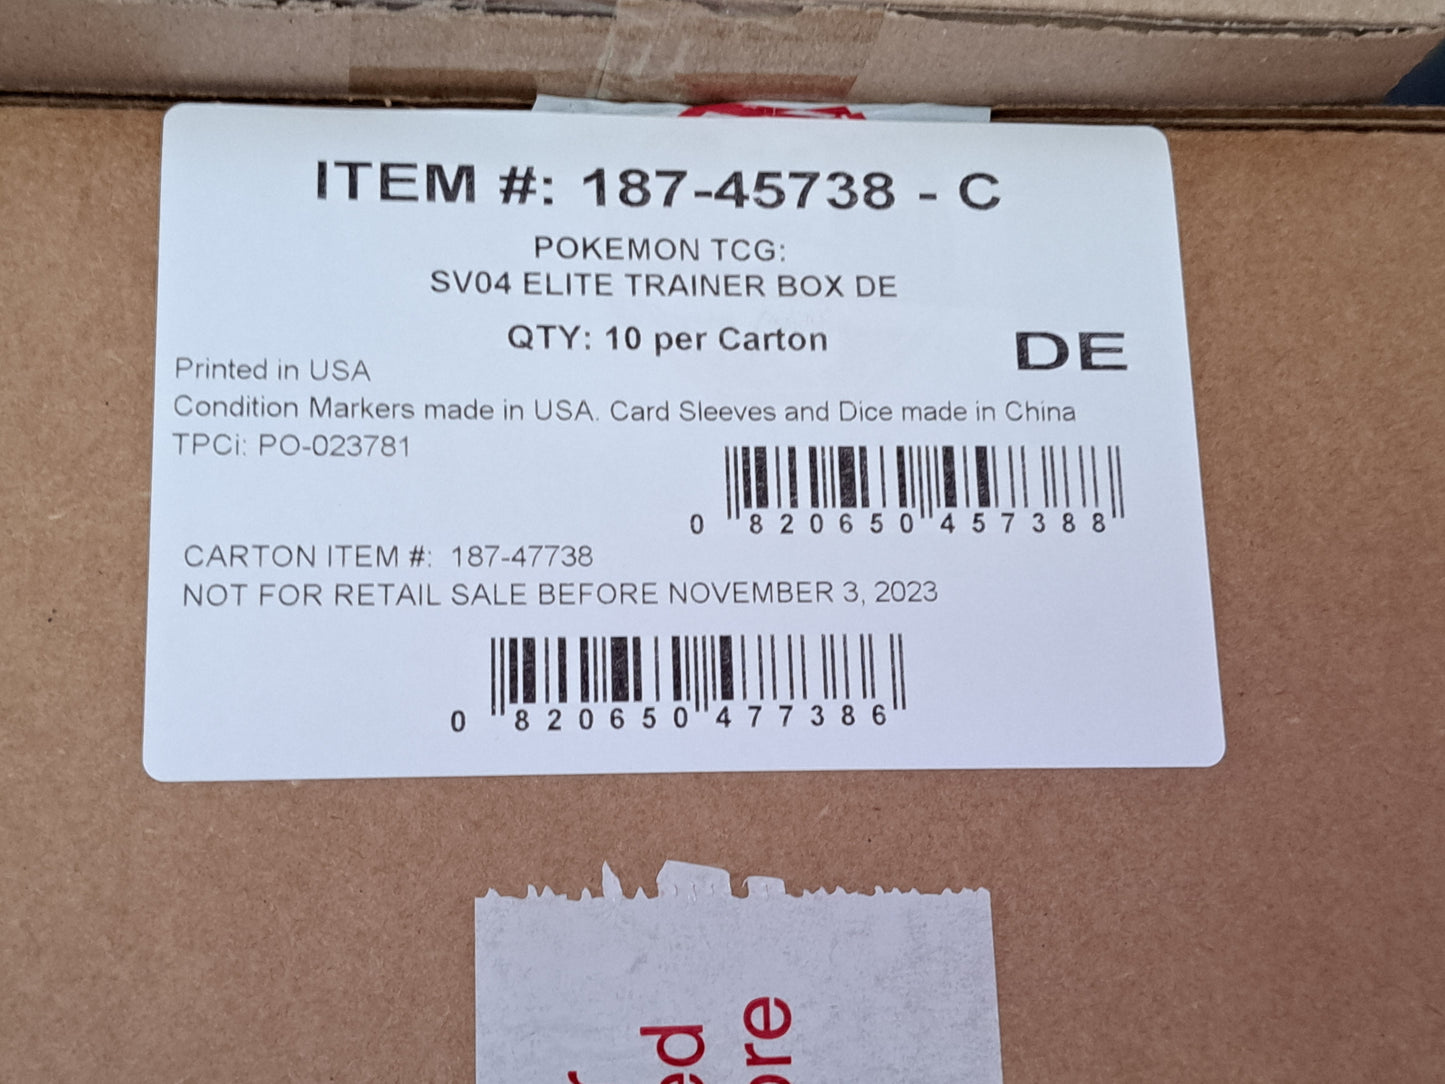 ITEM #: 187-45738 - C
POKEMON TCG:
SV04 ELITE TRAINER BOX DE
QTY: 10 per Carton
DE
Printed in USA
Condition Markers made in USA. Card Sleeves and Dice made in China
TPCi: PO-023781
0 820650 457388
CARTON ITEM #: 187-47738
NOT FOR RETAIL SALE BEFORE NOVEMBER 3, 2023
0 820650 477386